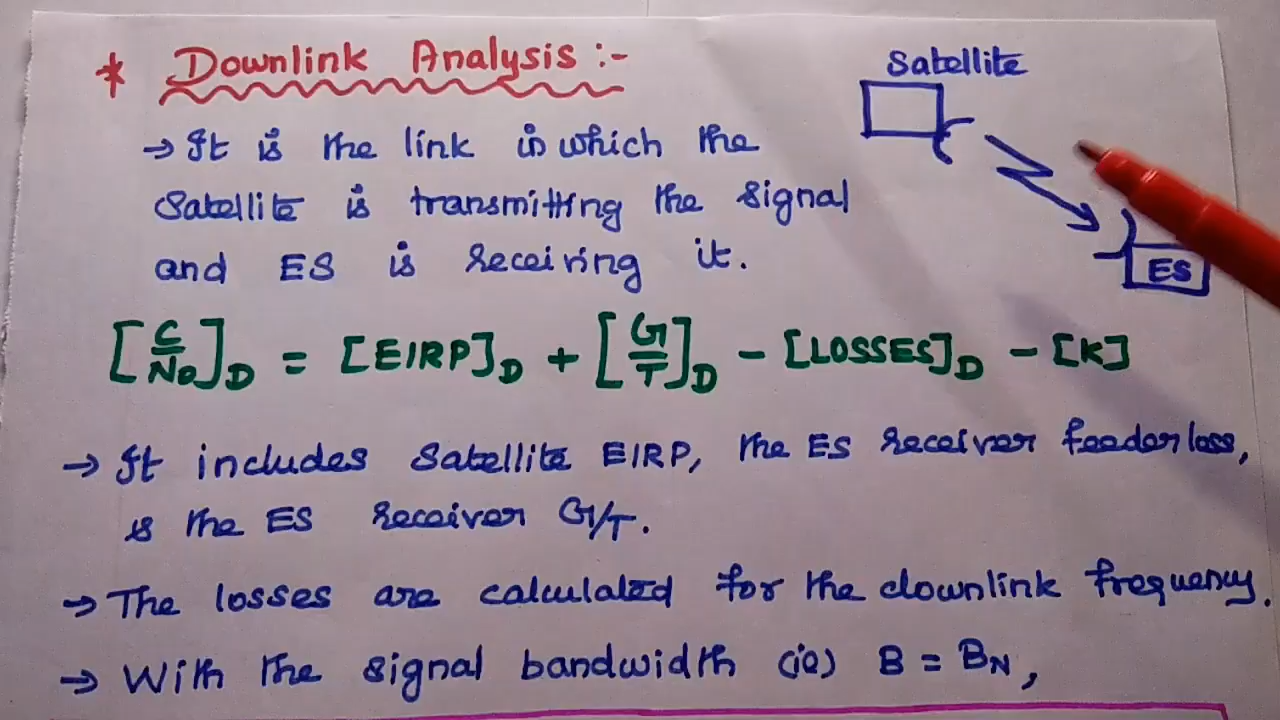 * Downlink Analysis :-
Satellite
→ It is the link in which the
Satellite is transmitting the signal
and ES is receiving it.
ES
[C/No]D = [EIRP]D + [G/T]D - [LOSSES]D - [K]
→ It includes satellite EIRP, the ES receiver feeder loss,
is the ES receiver G/T.
→ The losses are calculated for the downlink frequency.
→ With the signal bandwidth (ie) B = BN,